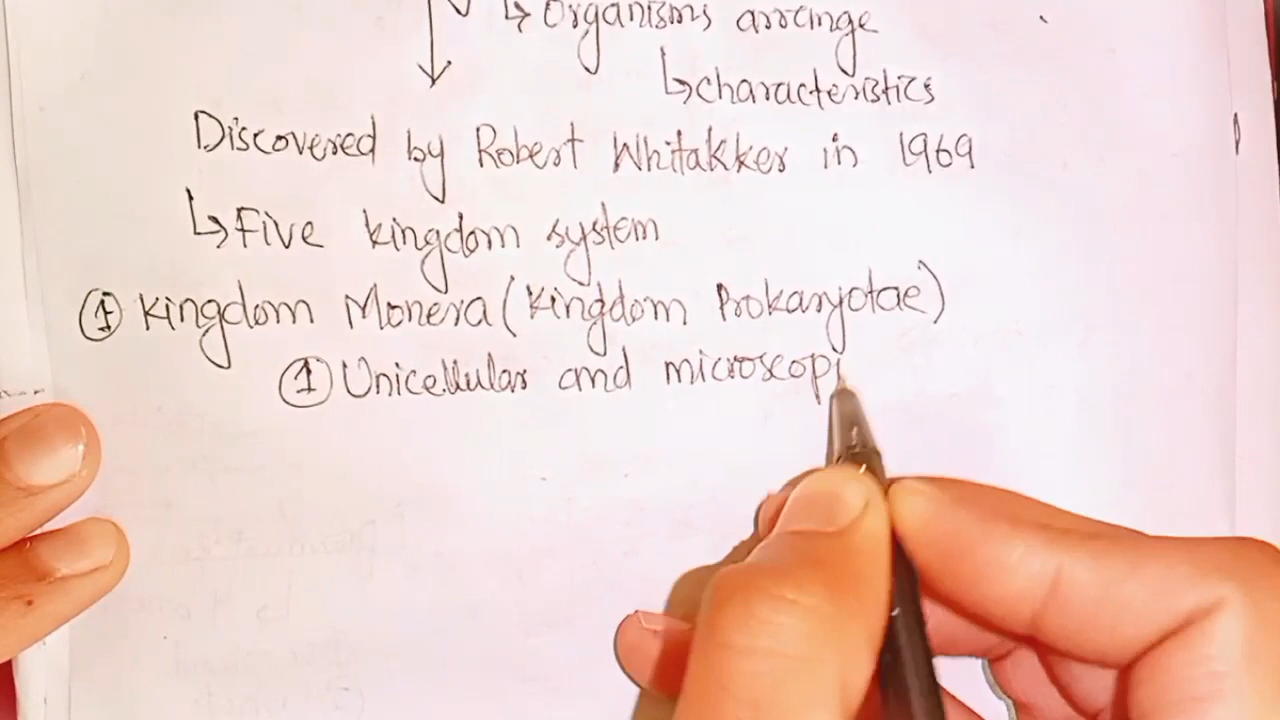 ↳ Organisms arrange
↳ characteristics
Discovered by Robert Whitakker in 1969
↳ Five kingdom system
① Kingdom Monera (Kingdom Prokaryotae)
① Unicellular and microscopi